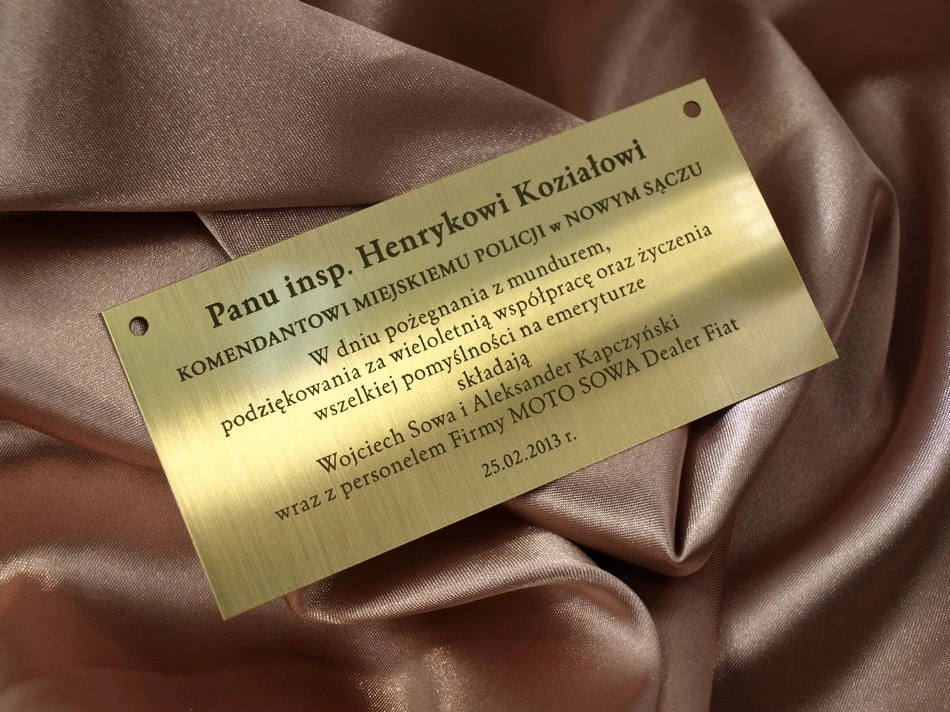 Panu insp. Henrykowi Koziałowi
KOMENDANTOWI MIEJSKIEMU POLICJI w NOWYM SĄCZU
W dniu pożegnania z mundurem,
podziękowania za wieloletnią współpracę oraz życzenia
wszelkiej pomyślności na emeryturze
składają
Wojciech Sowa i Aleksander Kapczyński
wraz z personelem Firmy MOTO SOWA Dealer Fiat
25.02.2013 r.